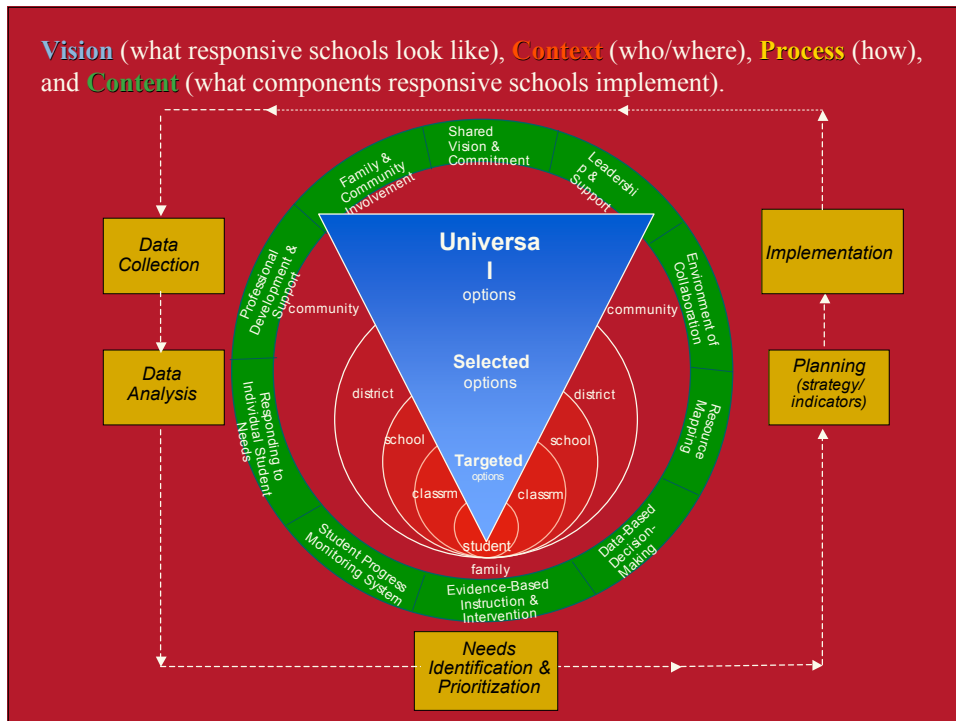 Vision (what responsive schools look like), Context (who/where), Process (how),
and Content (what components responsive schools implement).
Shared
Vision &
Commitment
Family &
Community
Involvement
Leadershi
p &
Support
Professional
Development &
Support
Environment of
Collaboration
Data
Collection
Implementation
Universa
l
options
community
community
Data
Analysis
Selected
options
Planning
(strategy/
indicators)
district
district
Responding to
Individual Student
Needs
Resource
Mapping
school
school
Targeted
options
classrm
classrm
student
family
Student Progress
Monitoring System
Evidence-Based
Instruction &
Intervention
Data-Based
Decision-
Making
Needs
Identification &
Prioritization